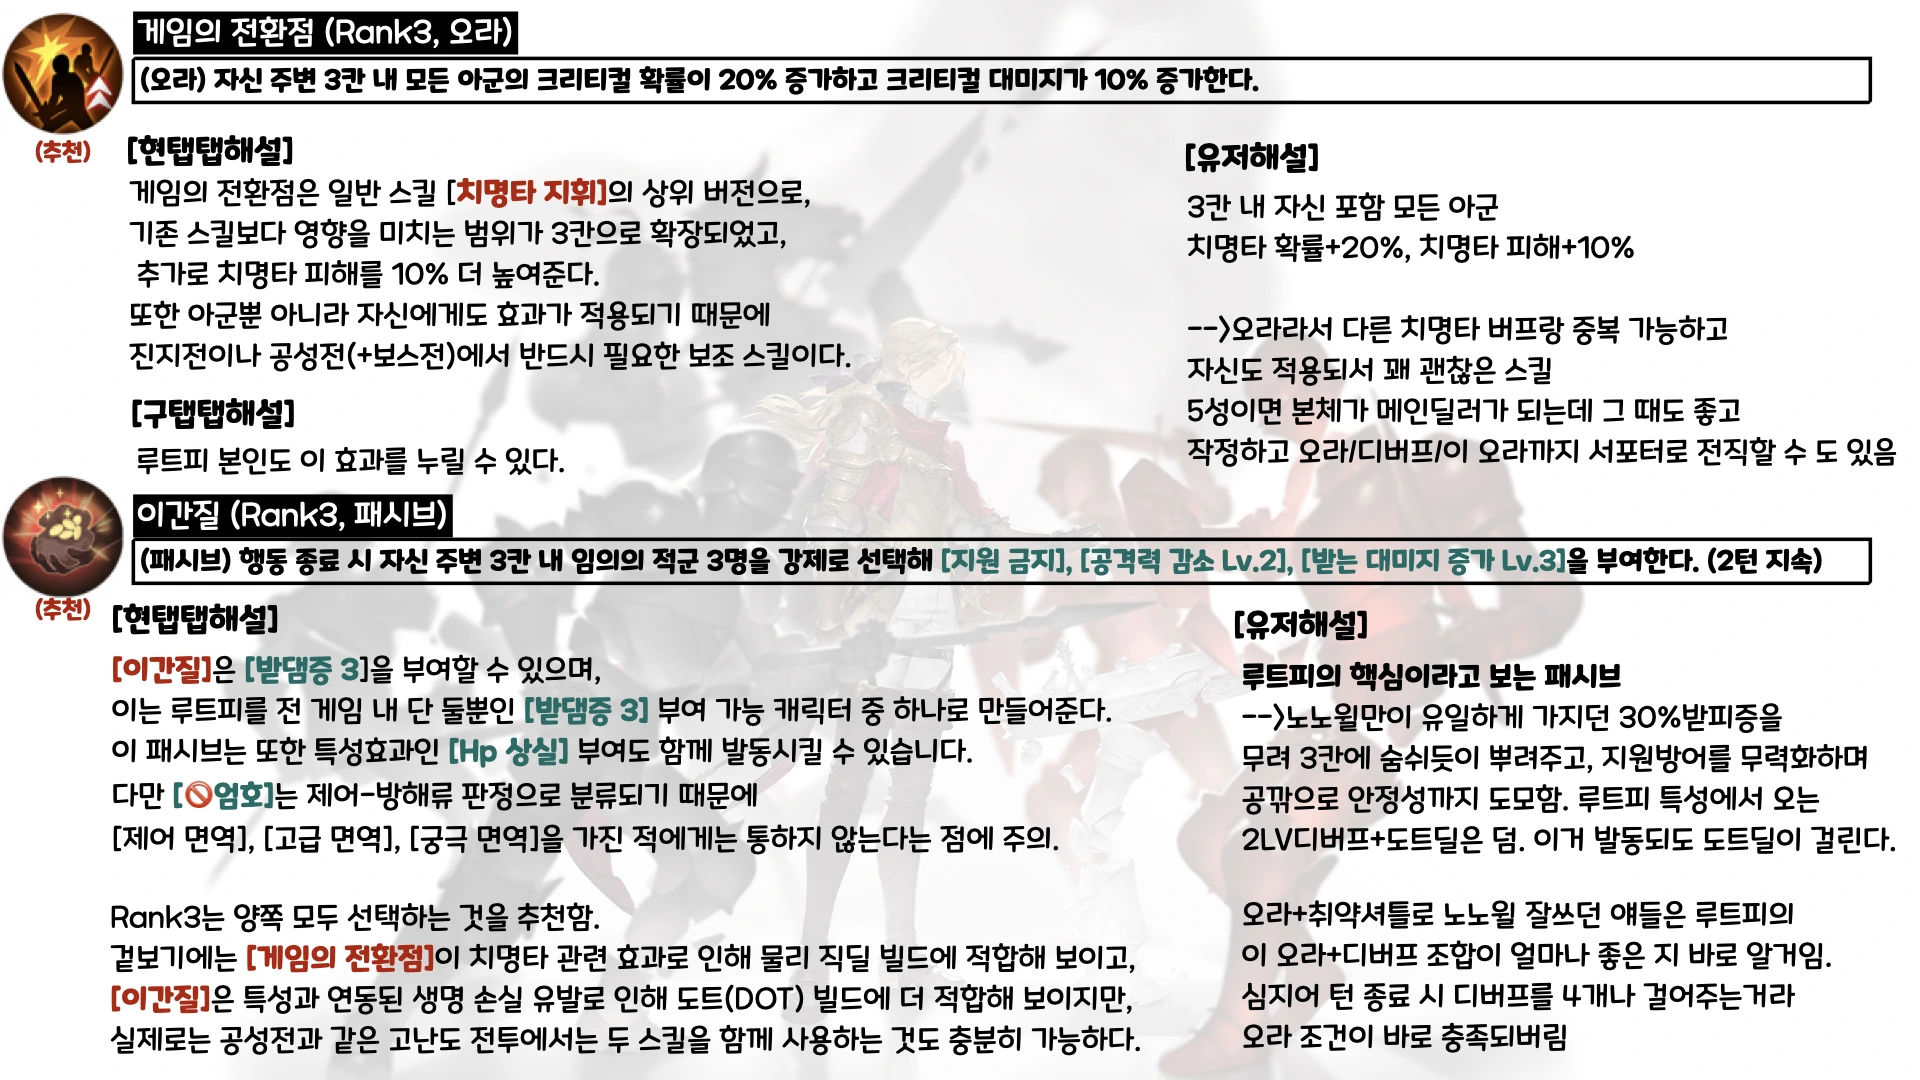 게임의 전환점 (Rank3, 오라)
(오라) 자신 주변 3칸 내 모든 아군의 크리티컬 확률이 20% 증가하고 크리티컬 대미지가 10% 증가한다.
(추천)
[현탭탭해설]
게임의 전환점은 일반 스킬 [치명타 지휘]의 상위 버전으로,
기존 스킬보다 영향을 미치는 범위가 3칸으로 확장되었고,
추가로 치명타 피해를 10% 더 높여준다.
또한 아군뿐 아니라 자신에게도 효과가 적용되기 때문에
진지전이나 공성전(+보스전)에서 반드시 필요한 보조 스킬이다.
[구탭탭해설]
루트피 본인도 이 효과를 누릴 수 있다.
[유저해설]
3칸 내 자신 포함 모든 아군
치명타 확률+20%, 치명타 피해+10%
-->오라라서 다른 치명타 버프랑 중복 가능하고
자신도 적용되서 꽤 괜찮은 스킬
5성이면 본체가 메인딜러가 되는데 그 때도 좋고
작정하고 오라/디버프/이 오라까지 서포터로 전직할 수 도 있음
이간질 (Rank3, 패시브)
(패시브) 행동 종료 시 자신 주변 3칸 내 임의의 적군 3명을 강제로 선택해 [지원 금지], [공격력 감소 Lv.2], [받는 대미지 증가 Lv.3]을 부여한다. (2턴 지속)
(추천)
[현탭탭해설]
[이간질]은 [받댐증 3]을 부여할 수 있으며,
이는 루트피를 전 게임 내 단 둘뿐인 [받댐증 3] 부여 가능 캐릭터 중 하나로 만들어준다.
이 패시브는 또한 특성효과인 [Hp 상실] 부여도 함께 발동시킬 수 있습니다.
다만 [🚫엄호]는 제어-방해류 판정으로 분류되기 때문에
[제어 면역], [고급 면역], [궁극 면역]을 가진 적에게는 통하지 않는다는 점에 주의.
Rank3는 양쪽 모두 선택하는 것을 추천함.
겉보기에는 [게임의 전환점]이 치명타 관련 효과로 인해 물리 직딜 빌드에 적합해 보이고,
[이간질]은 특성과 연동된 생명 손실 유발로 인해 도트(DOT) 빌드에 더 적합해 보이지만,
실제로는 공성전과 같은 고난도 전투에서는 두 스킬을 함께 사용하는 것도 충분히 가능하다.
[유저해설]
루트피의 핵심이라고 보는 패시브
-->노노윌만이 유일하게 가지던 30%받피증을
무려 3칸에 숨쉬듯이 뿌려주고, 지원방어를 무력화하며
공깎으로 안정성까지 도모함. 루트피 특성에서 오는
2LV디버프+도트딜은 덤. 이거 발동되도 도트딜이 걸린다.
오라+취약셔틀로 노노윌 잘쓰던 얘들은 루트피의
이 오라+디버프 조합이 얼마나 좋은 지 바로 알거임.
심지어 턴 종료 시 디버프를 4개나 걸어주는거라
오라 조건이 바로 충족되버림